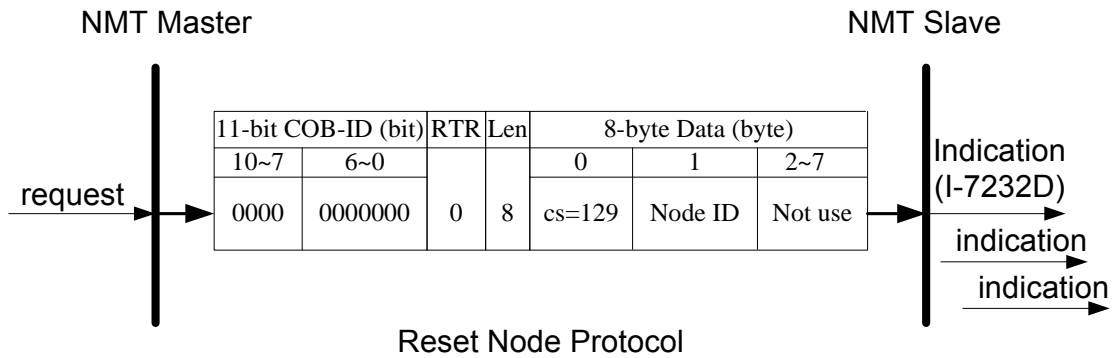 NMT Master
NMT Slave
11-bit COB-ID (bit) RTR Len 8-byte Data (byte)
10~7 6~0 0 1 2~7
request 0000 0000000 0 8 cs=129 Node ID Not use
Indication
(I-7232D)
indication
indication
Reset Node Protocol